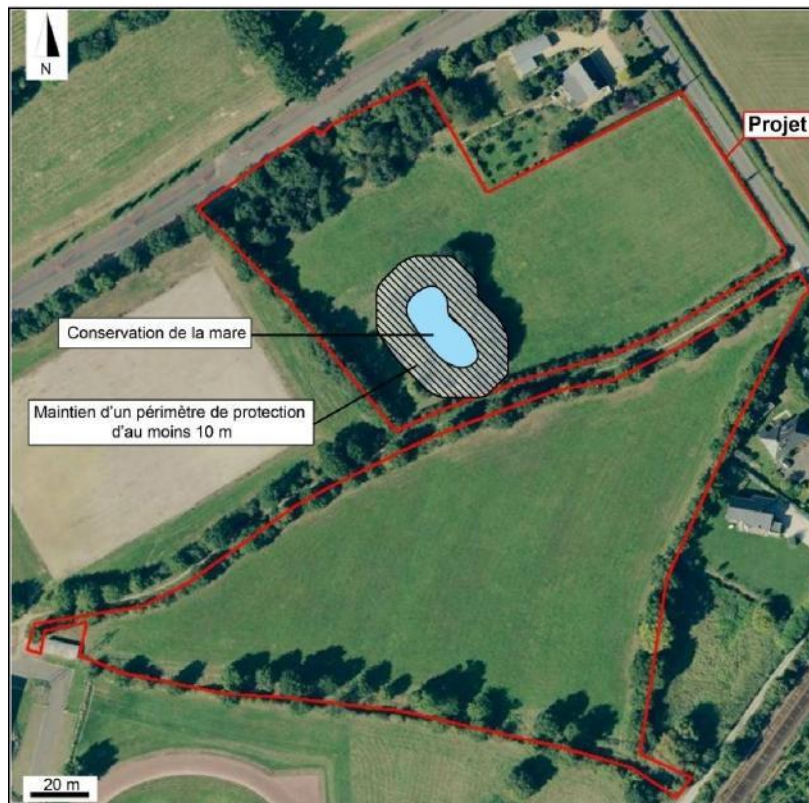 N
Projet
Conservation de la mare
Maintien d'un périmètre de protection
d'au moins 10 m
20 m